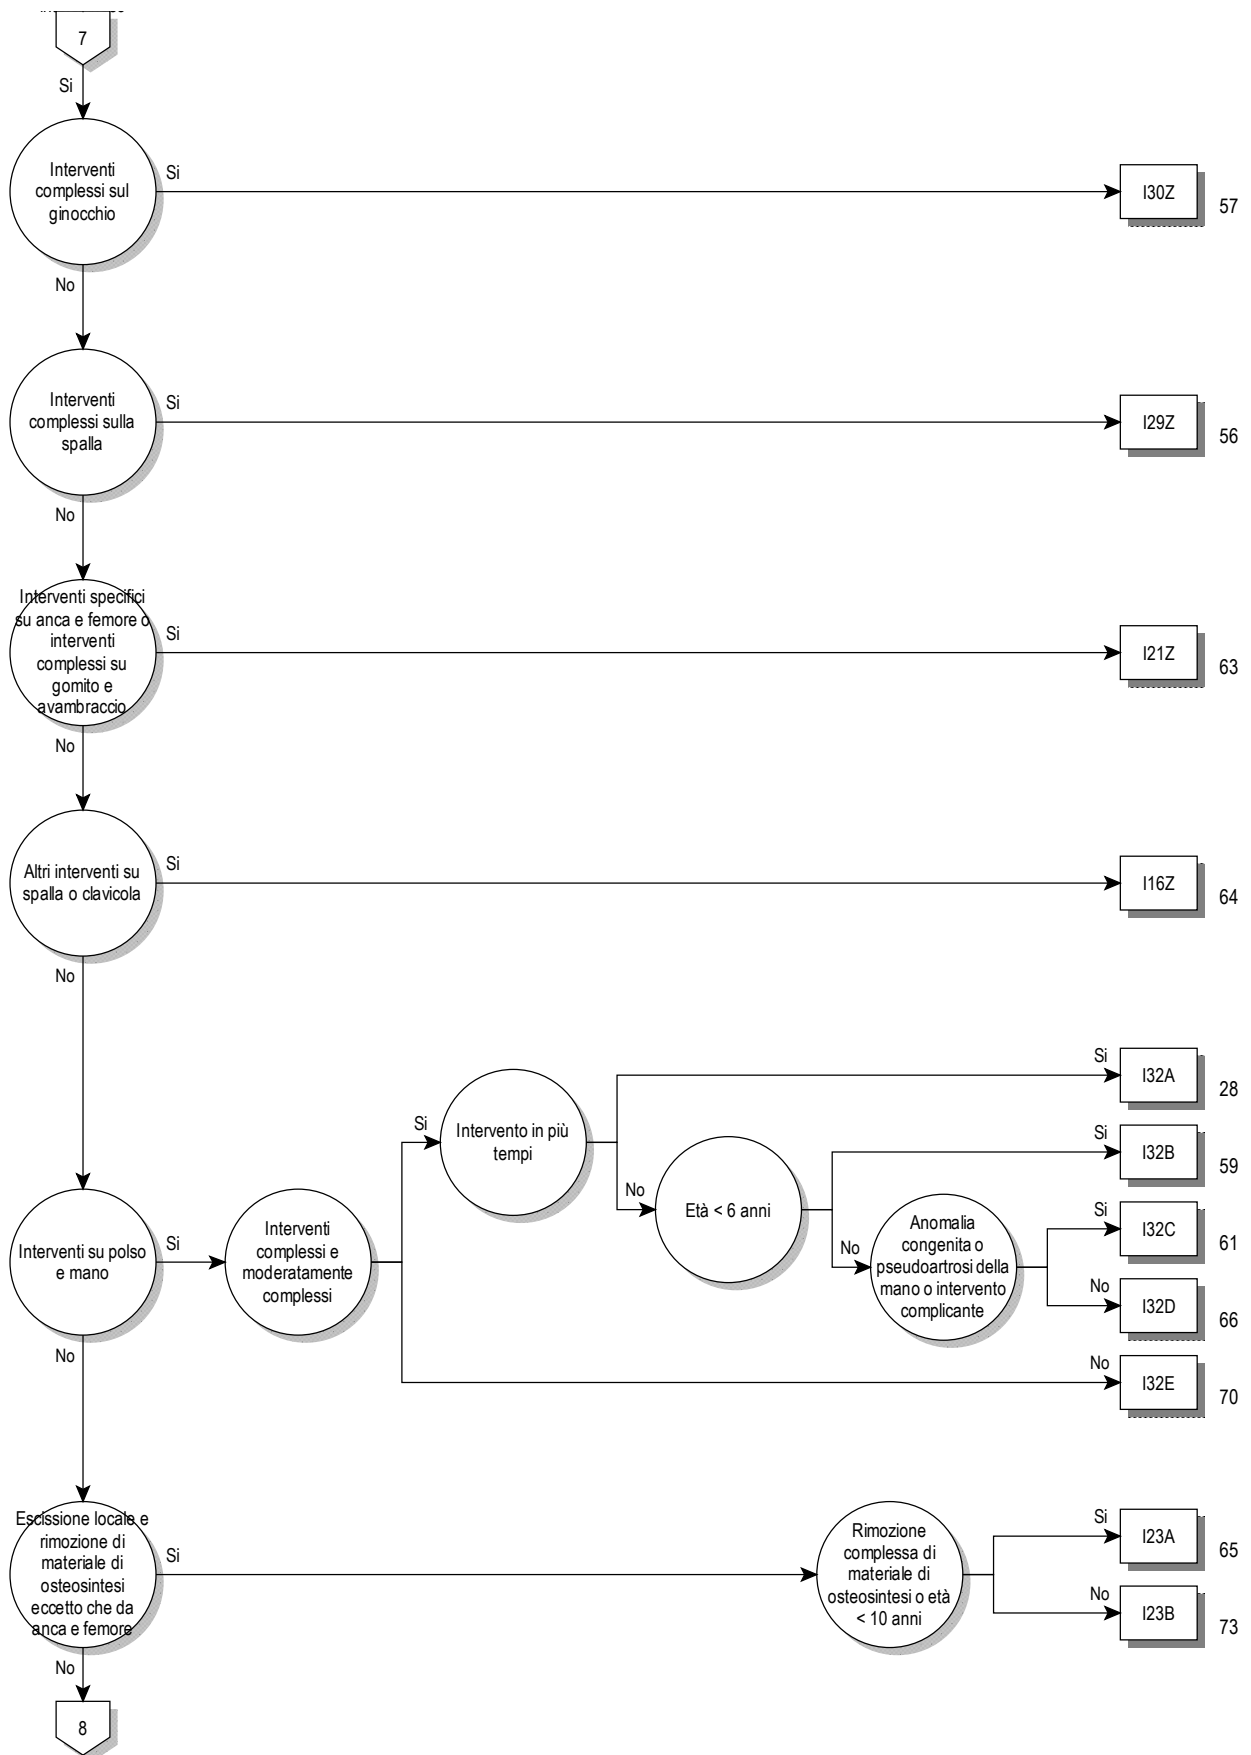 7
Si
Interventi
complessi sul
ginocchio
Si
I30Z
57
No
Interventi
complessi sulla
spalla
Si
I29Z
56
No
Interventi specifici
su anca e femore o
interventi
complessi su
gomito e
avambraccio
Si
I21Z
63
No
Altri interventi su
spalla o clavicola
Si
I16Z
64
No
Interventi su polso
e mano
Si
Interventi
complessi e
moderatamente
complessi
Si
Intervento in più
tempi
Si
I32A
28
No
Età < 6 anni
Si
I32B
59
No
Anomalia
congenita o
pseudoartrosi della
mano o intervento
complicante
Si
I32C
61
No
I32D
66
No
I32E
70
No
Escissione locale e
rimozione di
materiale di
osteosintesi
eccetto che da
anca e femore
Si
Rimozione
complessa di
materiale di
osteosintesi o età
< 10 anni
Si
I23A
65
No
I23B
73
No
8